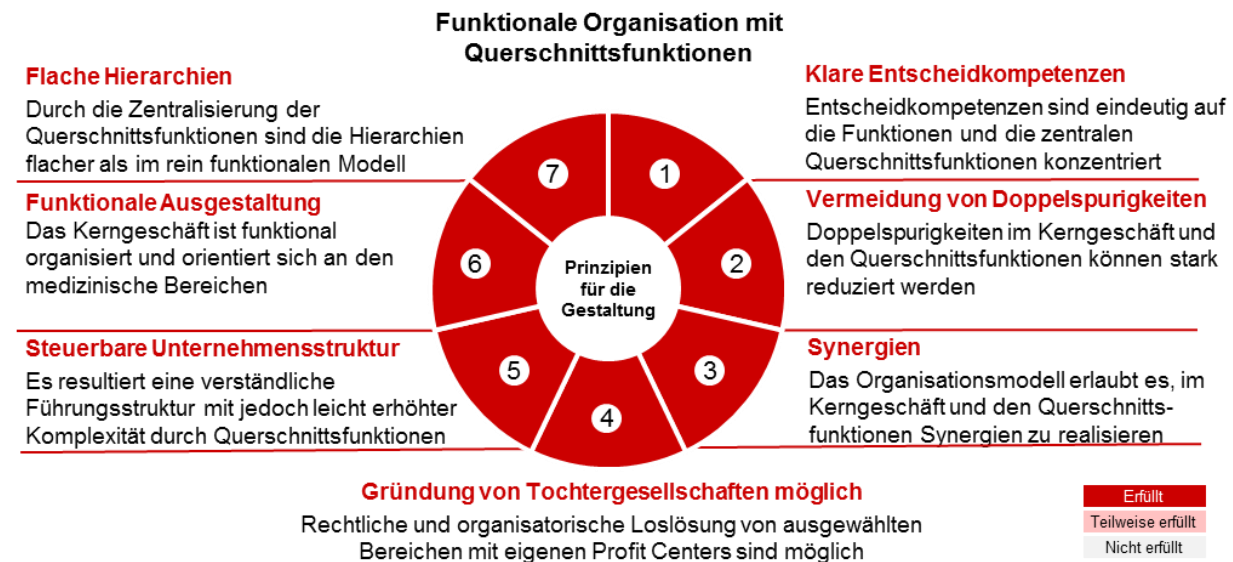 Funktionale Organisation mit
Querschnittsfunktionen
Flache Hierarchien
Durch die Zentralisierung der
Querschnittsfunktionen sind die Hierarchien
flacher als im rein funktionalen Modell
Funktionale Ausgestaltung
Das Kerngeschäft ist funktional
organisiert und orientiert sich an den
medizinische Bereichen
Steuerbare Unternehmensstruktur
Es resultiert eine verständliche
Führungsstruktur mit jedoch leicht erhöhter
Komplexität durch Querschnittsfunktionen
7
1
6
2
5
3
4
Prinzipien
für die
Gestaltung
Klare Entscheidkompetenzen
Entscheidkompetenzen sind eindeutig auf
die Funktionen und die zentralen
Querschnittsfunktionen konzentriert
Vermeidung von Doppelspurigkeiten
Doppelspurigkeiten im Kerngeschäft und
den Querschnittsfunktionen können stark
reduziert werden
Synergien
Das Organisationsmodell erlaubt es, im
Kerngeschäft und den Querschnitts-
funktionen Synergien zu realisieren
Gründung von Tochtergesellschaften möglich
Rechtliche und organisatorische Loslösung von ausgewählten
Bereichen mit eigenen Profit Centers sind möglich
Erfüllt
Teilweise erfüllt
Nicht erfüllt